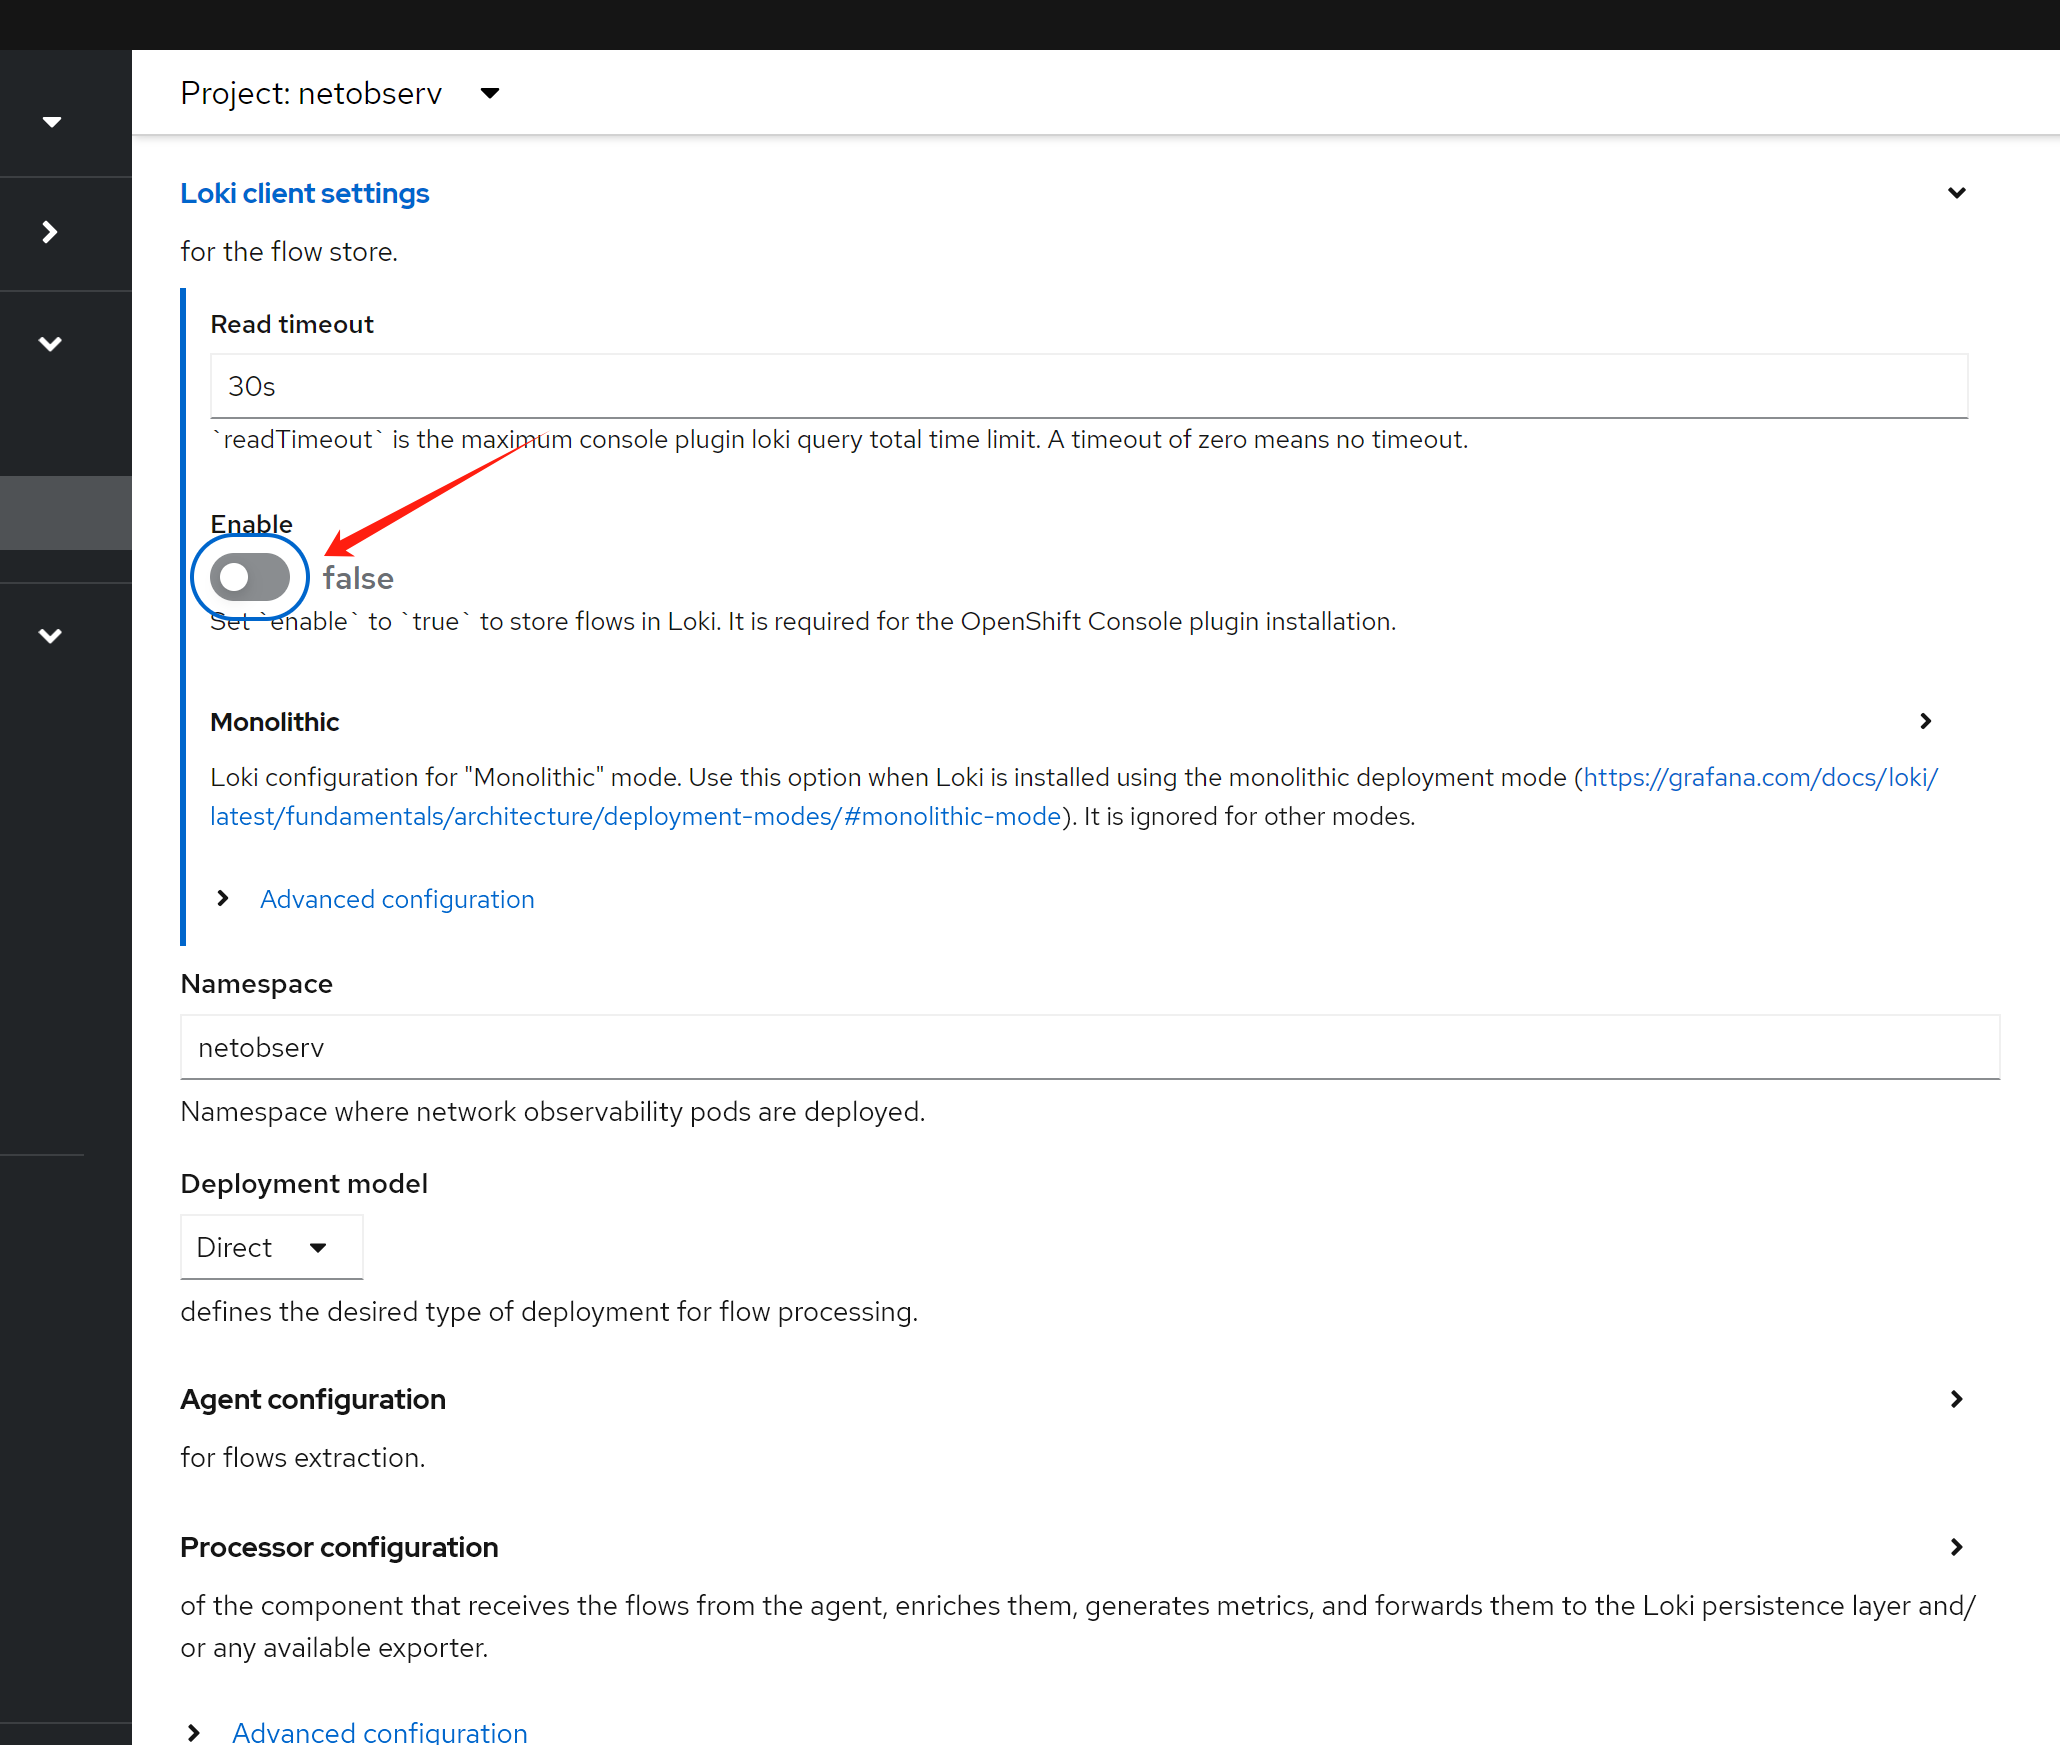 Project: netobserv
Loki client settings
for the flow store.
Read timeout
30s
`readTimeout` is the maximum console plugin loki query total time limit. A timeout of zero means no timeout.
Enable
false
Set `enable` to `true` to store flows in Loki. It is required for the OpenShift Console plugin installation.
Monolithic
Loki configuration for "Monolithic" mode. Use this option when Loki is installed using the monolithic deployment mode (https://grafana.com/docs/loki/
latest/fundamentals/architecture/deployment-modes/#monolithic-mode). It is ignored for other modes.
Advanced configuration
Namespace
netobserv
Namespace where network observability pods are deployed.
Deployment model
Direct
defines the desired type of deployment for flow processing.
Agent configuration
for flows extraction.
Processor configuration
of the component that receives the flows from the agent, enriches them, generates metrics, and forwards them to the Loki persistence layer and/
or any available exporter.
Advanced configuration